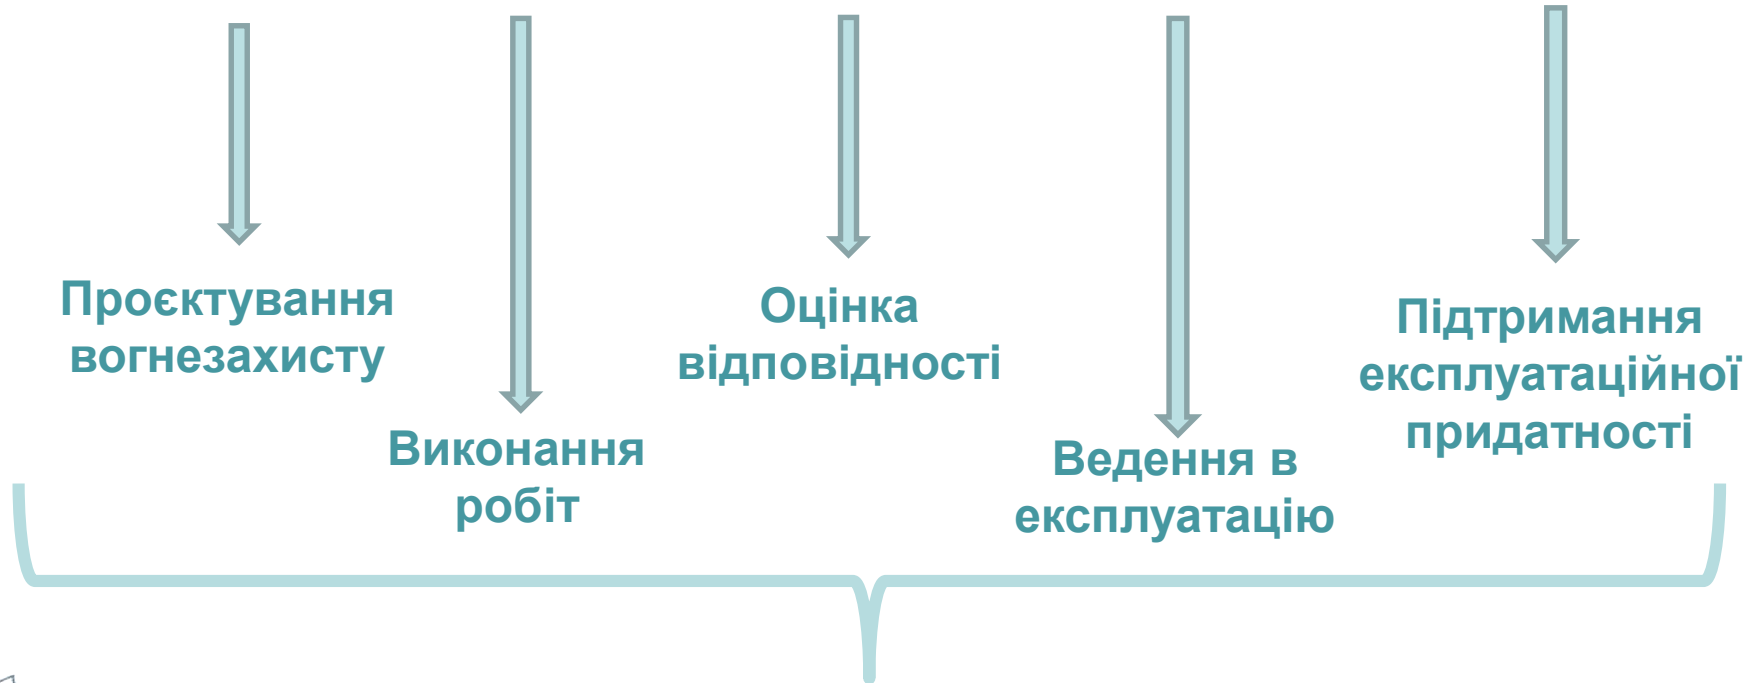 Проєктування
вогнезахисту
Виконання
робіт
Оцінка
відповідності
Ведення в
експлуатацію
Підтримання
експлуатаційної
придатності